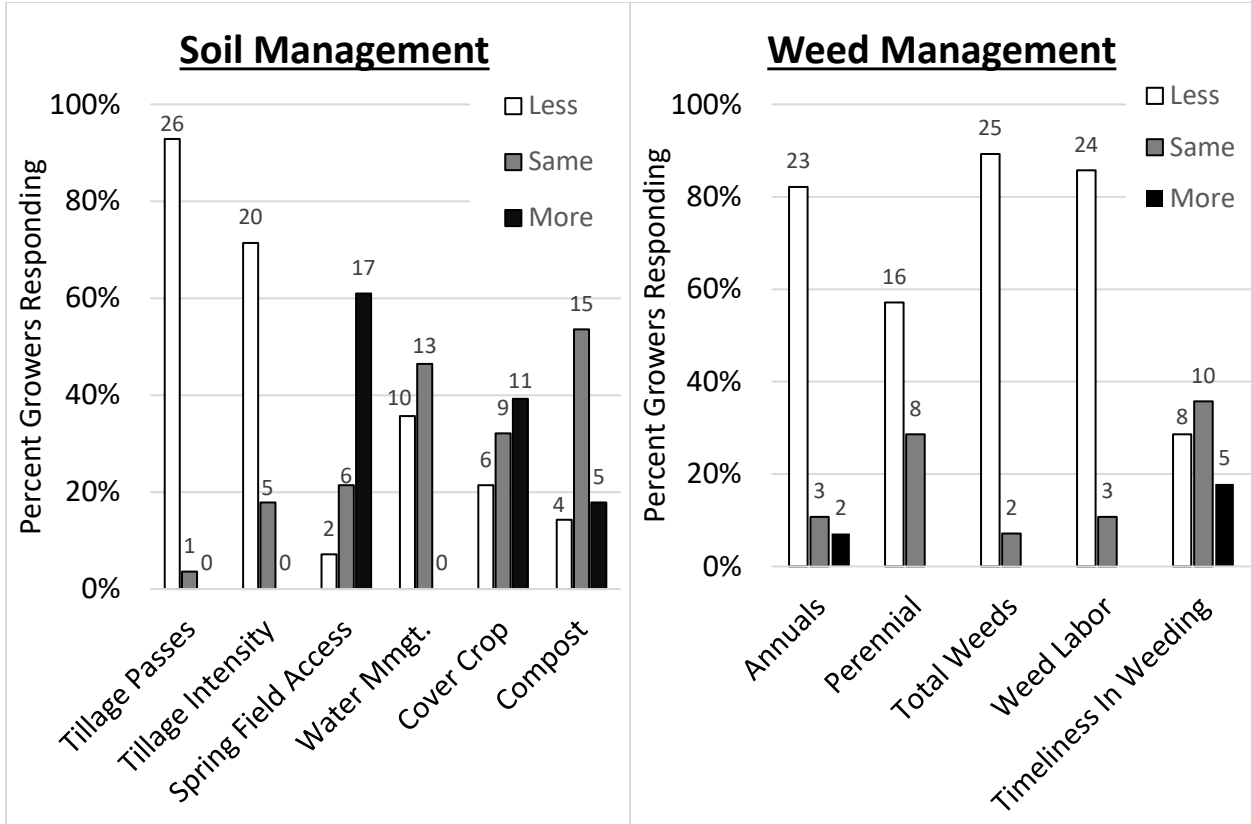 Soil Management
Percent Growers Responding
100%
80%
60%
40%
20%
0%
Less
Same
More
26
1
0
20
5
0
2
6
17
10
13
0
6
9
11
4
15
5
Tillage Passes
Tillage Intensity
Spring Field Access
Water Mmgt.
Cover Crop
Compost
Weed Management
Percent Growers Responding
100%
80%
60%
40%
20%
0%
Less
Same
More
23
3
2
16
8
25
2
24
3
8
10
5
Annuals
Perennial
Total Weeds
Weed Labor
Timeliness In Weeding